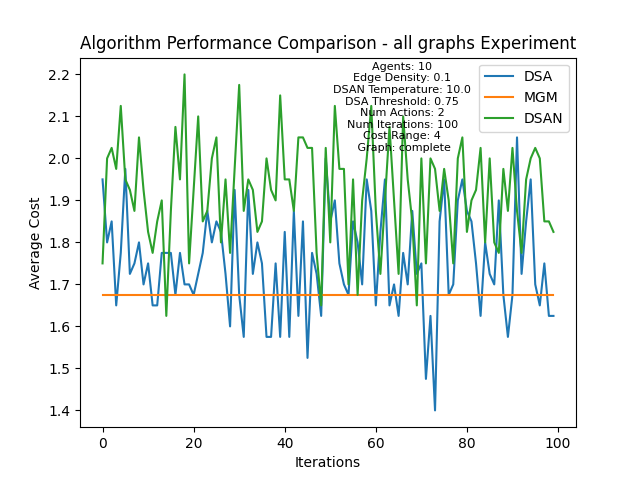 Algorithm Performance Comparison - all graphs Experiment
Agents: 10
Edge Density: 0.1
DSAN Temperature: 10.0
DSA Threshold: 0.75
Num Actions: 2
Num Iterations: 100
Cost Range: 4
Graph: complete
DSA
MGM
DSAN
Average Cost
2.2
2.1
2.0
1.9
1.8
1.7
1.6
1.5
1.4
0
20
40
60
80
100
Iterations